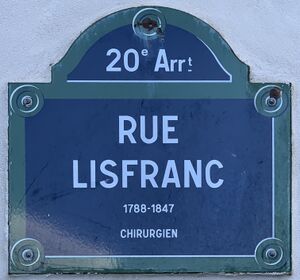 20e Arrt
RUE
LISFRANC
1788-1847
CHIRURGIEN